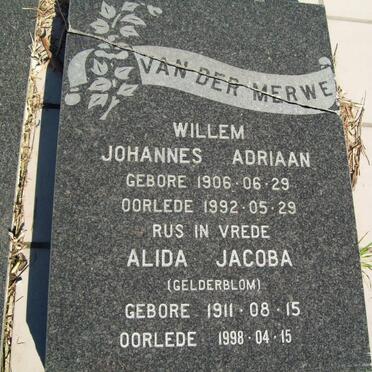 VAN DER MERWE
WILLEM
JOHANNES ADRIAAN
GEBORE 1906·06·29
OORLEDE 1992·05·29
RUS IN VREDE
ALIDA JACOBA
(GELDERBLOM)
GEBORE 1911·08·15
OORLEDE 1998·04·15